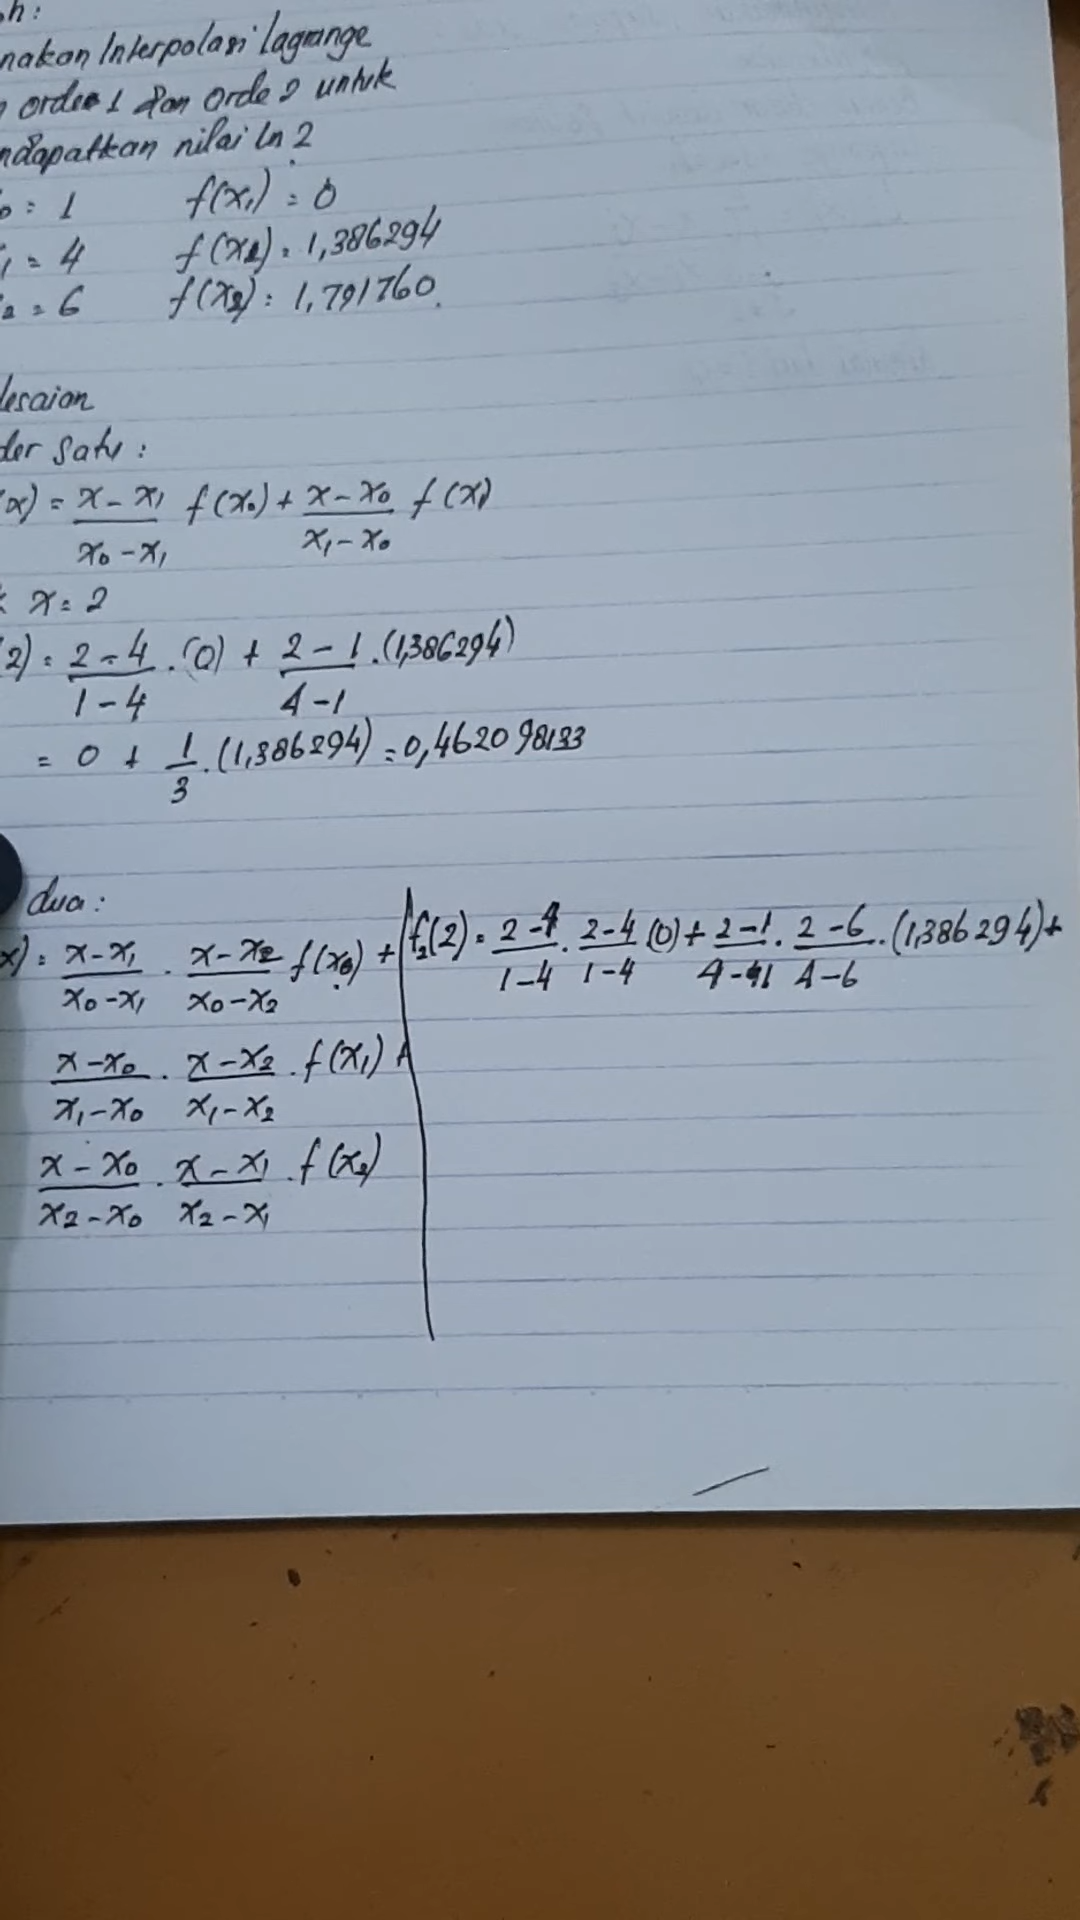 h:
nakan Interpolasi lagrange
orde 1 dan Orde 2 untuk
ndapatkan nilai ln 2
0 = 1 f(x1) = 0
1 = 4 f(x2) = 1,386294
2 = 6 f(x3) = 1,791760
lesaian
der Satu :
x) = x - x1 / x0 - x1 f(x0) + x - x0 / x1 - x0 f(x1)
x = 2
2) = 2 - 4 / 1 - 4 . (0) + 2 - 1 / 4 - 1 . (1,386294)
= 0 + 1/3 . (1,386294) = 0,462098133
dua :
x) = x - x1 / x0 - x1 . x - x2 / x0 - x2 f(x0) +
x - x0 / x1 - x0 . x - x2 / x1 - x2 . f(x1) +
x - x0 / x2 - x0 . x - x1 / x2 - x1 . f(x2)
f2(2) = 2 - 4 / 1 - 4 . 2 - 4 / 1 - 4 (0) + 2 - 1 / 4 - 1 . 2 - 6 / 4 - 6 . (1,386294) +